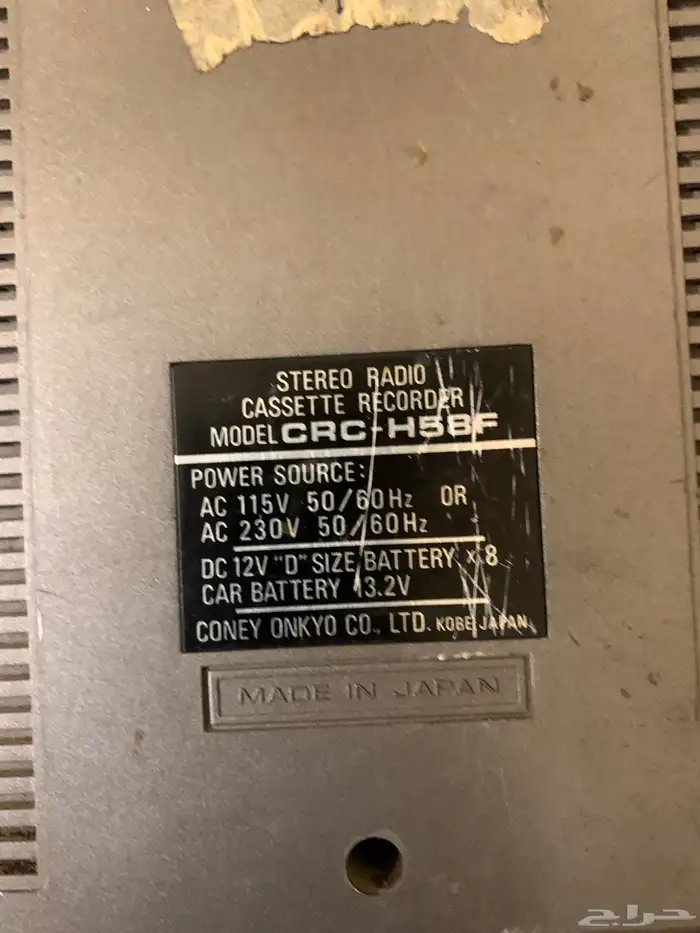 STEREO RADIO
CASSETTE RECORDER
MODEL CRC-H58F
POWER SOURCE:
AC 115V 50/60Hz OR
AC 230V 50/60Hz
DC 12V "D" SIZE BATTERY x 8
CAR BATTERY 13.2V
CONEY ONKYO CO., LTD. KOBE JAPAN
MADE IN JAPAN
حراج